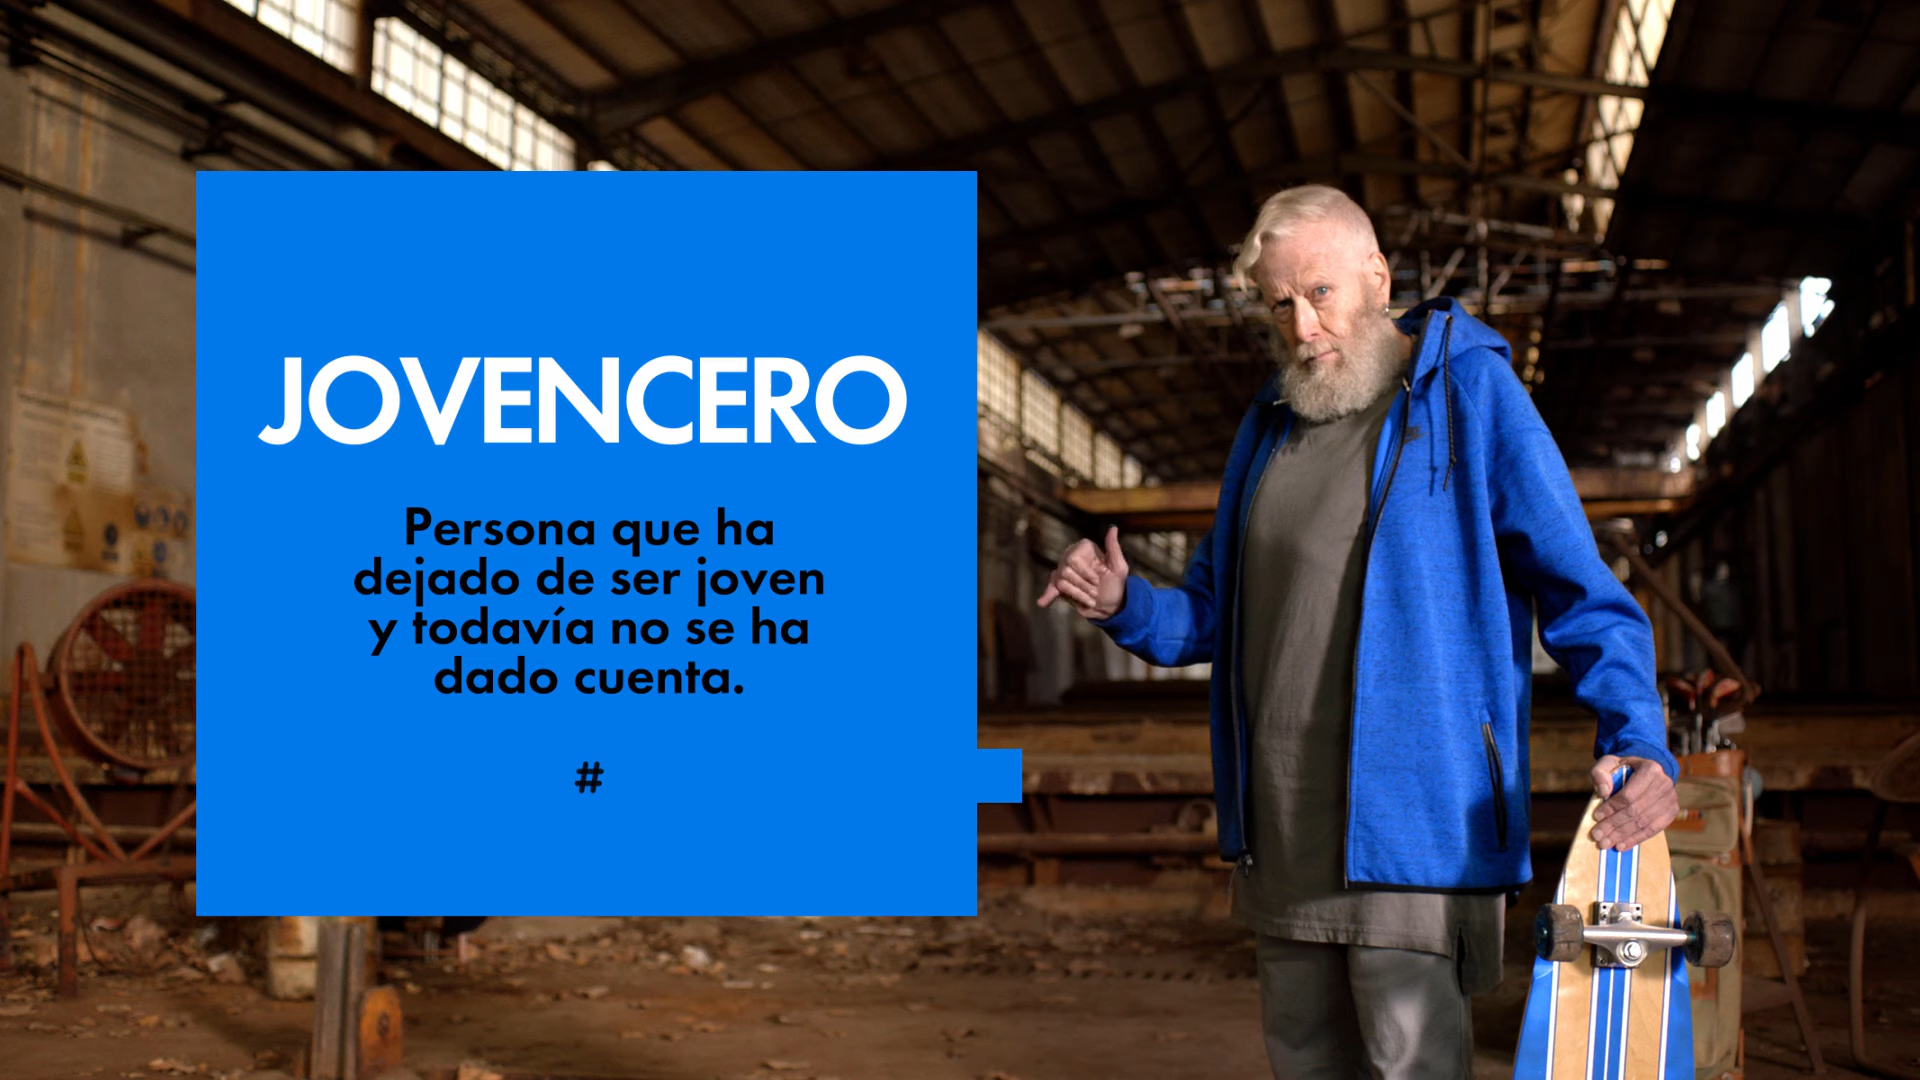 JOVENCERO
Persona que ha
dejado de ser joven
y todavía no se ha
dado cuenta.
#